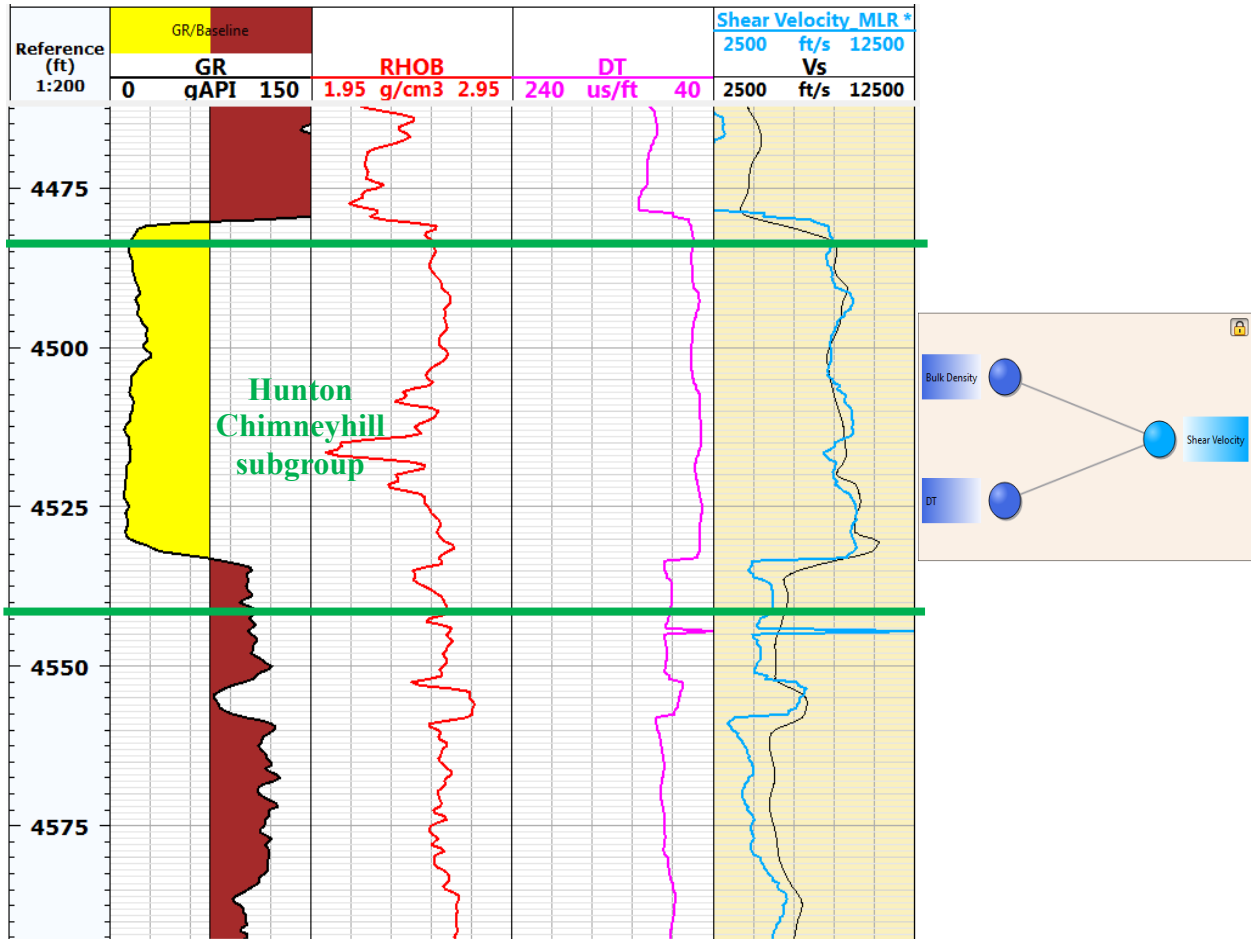 GR/Baseline
Shear Velocity_MLR *
2500 ft/s 12500
Reference
(ft)
1:200
GR
0 gAPI 150
RHOB
1.95 g/cm3 2.95
DT
240 us/ft 40
Vs
2500 ft/s 12500
4475
4500
Hunton
Chimneyhill
subgroup
4525
4550
4575
Bulk Density
Shear Velocity
DT